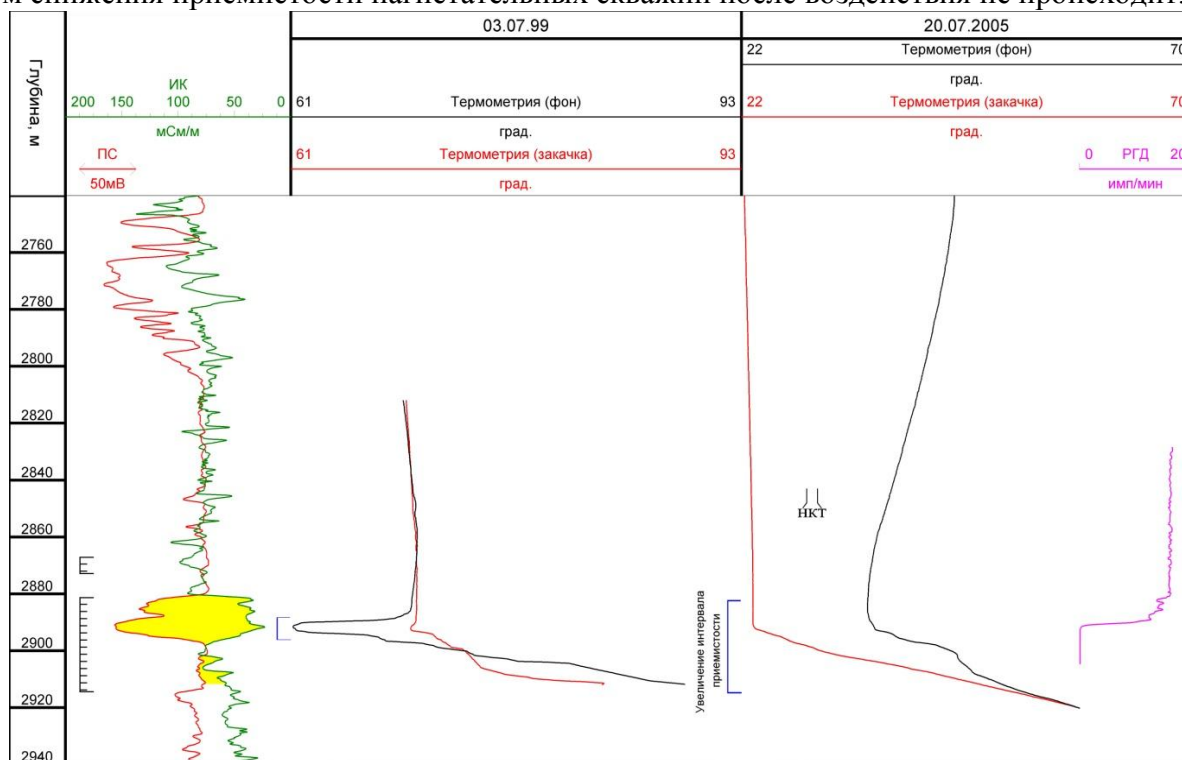 м снижения приемистости нагнетательных скважин после воздействия не происходит.
03.07.99
20.07.2005
Глубина, м
ИК
200 150 100 50 0
мСм/м
ПС
50мВ
61 Термометрия (фон) 93
град.
61 Термометрия (закачка) 93
град.
22 Термометрия (фон) 70
град.
22 Термометрия (закачка) 70
град.
0 РГД 20
имп/мин
2760
2780
2800
2820
2840
2860
2880
2900
2920
2940
НКТ
Увеличение интервала
приемистости